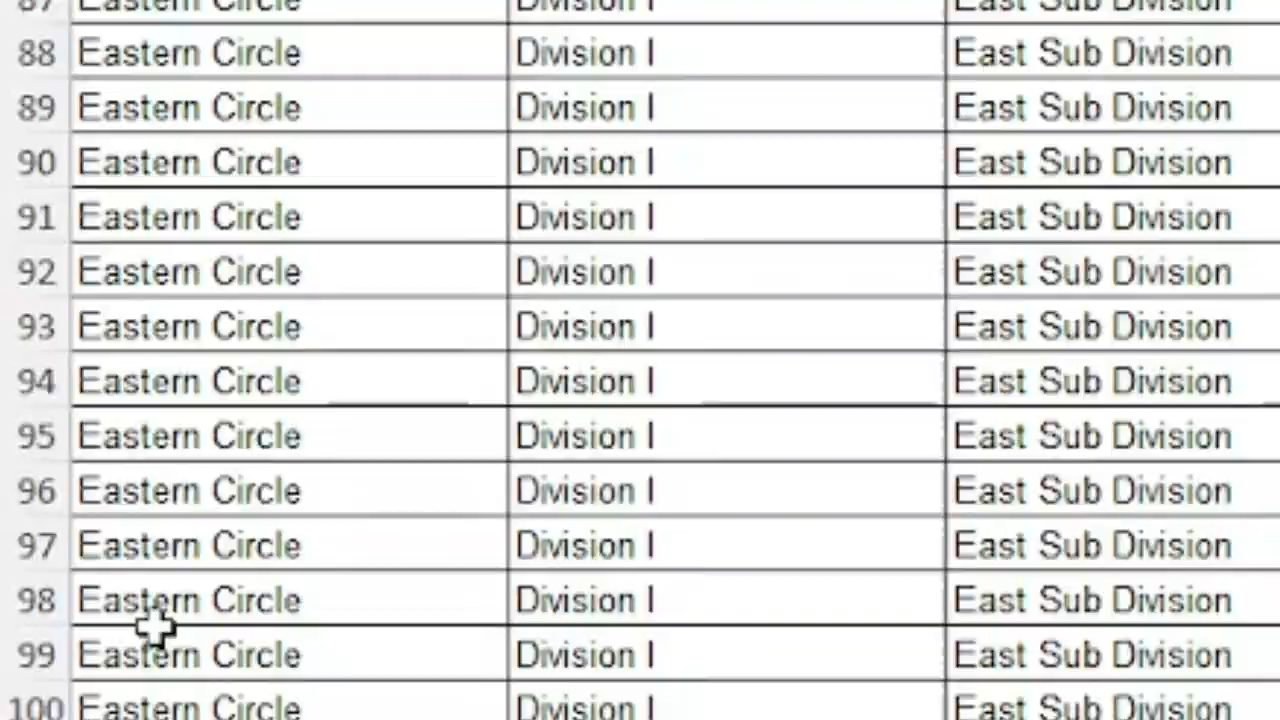 87 Eastern Circle Division I East Sub Division
88 Eastern Circle Division I East Sub Division
89 Eastern Circle Division I East Sub Division
90 Eastern Circle Division I East Sub Division
91 Eastern Circle Division I East Sub Division
92 Eastern Circle Division I East Sub Division
93 Eastern Circle Division I East Sub Division
94 Eastern Circle Division I East Sub Division
95 Eastern Circle Division I East Sub Division
96 Eastern Circle Division I East Sub Division
97 Eastern Circle Division I East Sub Division
98 Eastern Circle Division I East Sub Division
99 Eastern Circle Division I East Sub Division
100 Eastern Circle Division I East Sub Division